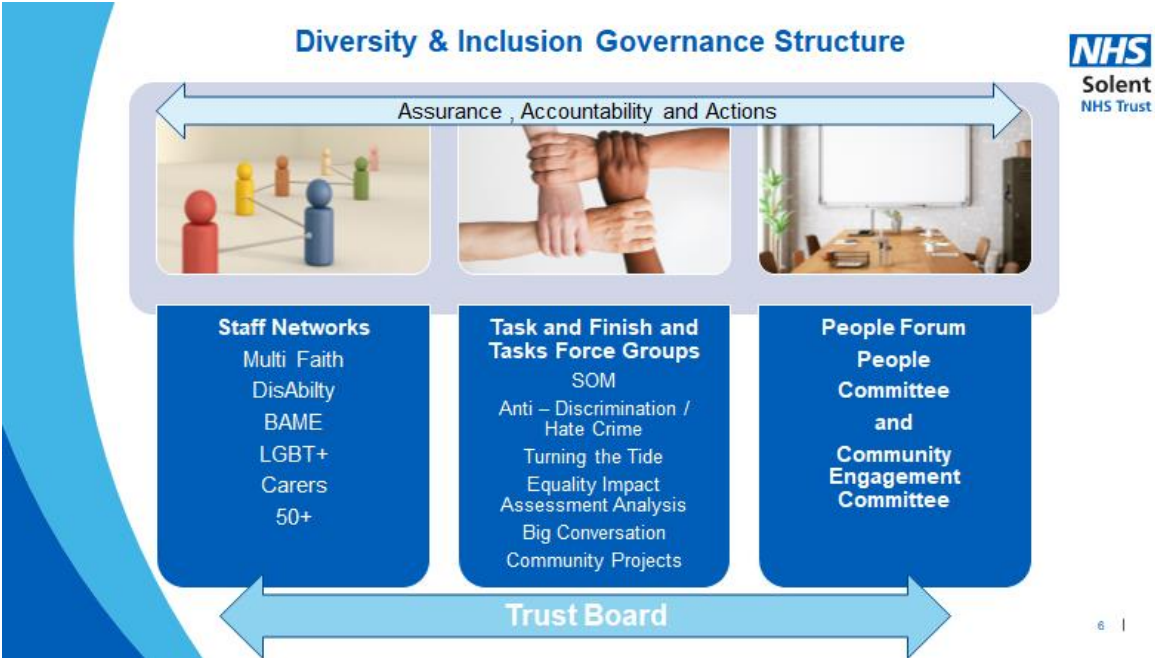 Diversity & Inclusion Governance Structure
NHS
Solent
NHS Trust
Assurance , Accountability and Actions
Staff Networks
Multi Faith
DisAbilty
BAME
LGBT+
Carers
50+
Task and Finish and
Tasks Force Groups
SOM
Anti – Discrimination /
Hate Crime
Turning the Tide
Equality Impact
Assessment Analysis
Big Conversation
Community Projects
People Forum
People
Committee
and
Community
Engagement
Committee
Trust Board
6 |